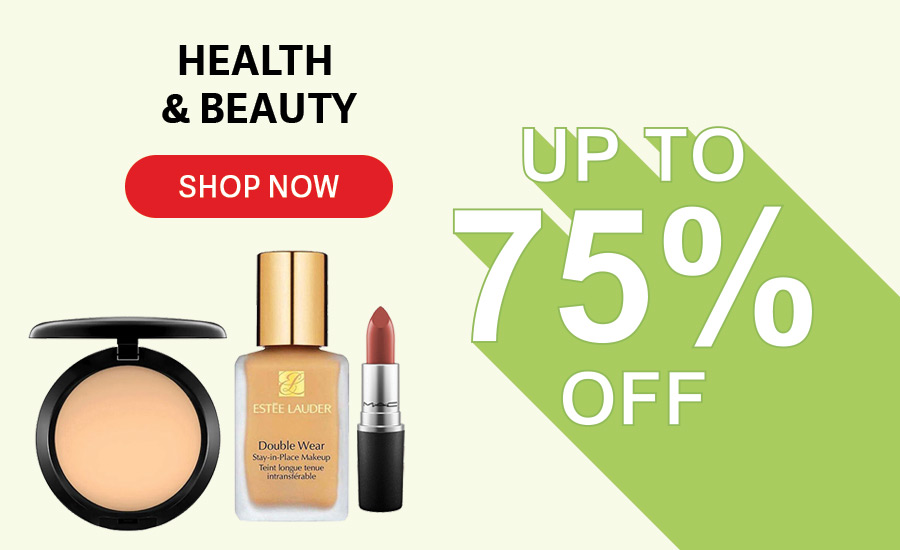 HEALTH
& BEAUTY
SHOP NOW
UP TO
75%
OFF
ESTĒE LAUDER
Double Wear
Stay-in-Place Makeup
Teint longue tenue
intransférable
MAC